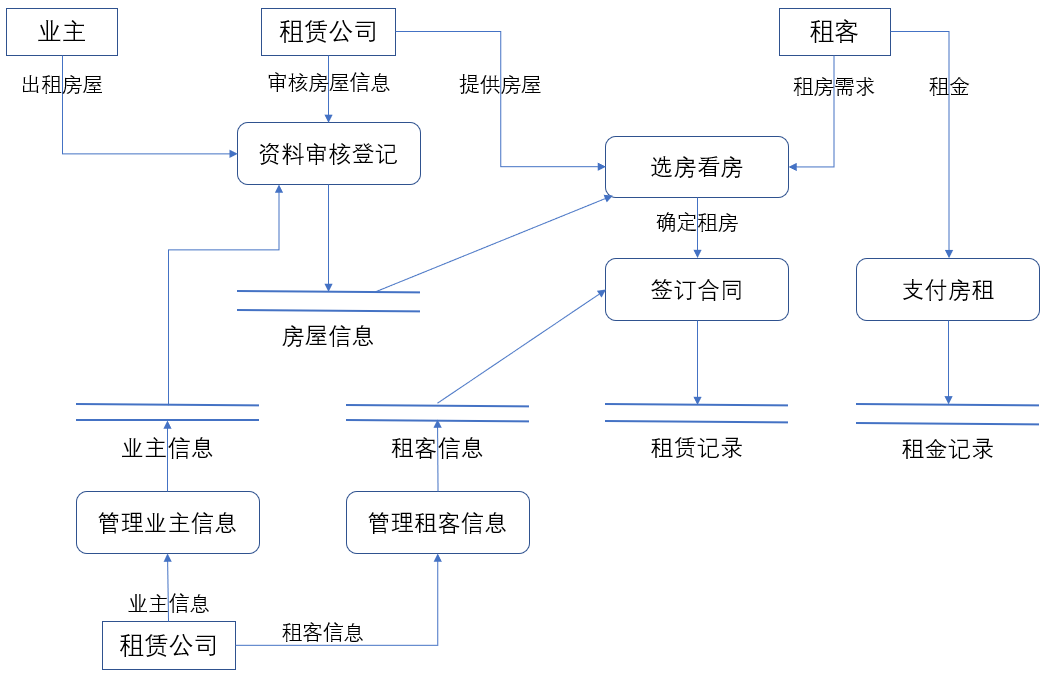 业主
租赁公司
租客
出租房屋
审核房屋信息
提供房屋
租房需求
租金
资料审核登记
选房看房
确定租房
签订合同
支付房租
房屋信息
业主信息
租客信息
租赁记录
租金记录
管理业主信息
管理租客信息
业主信息
租客信息
租赁公司